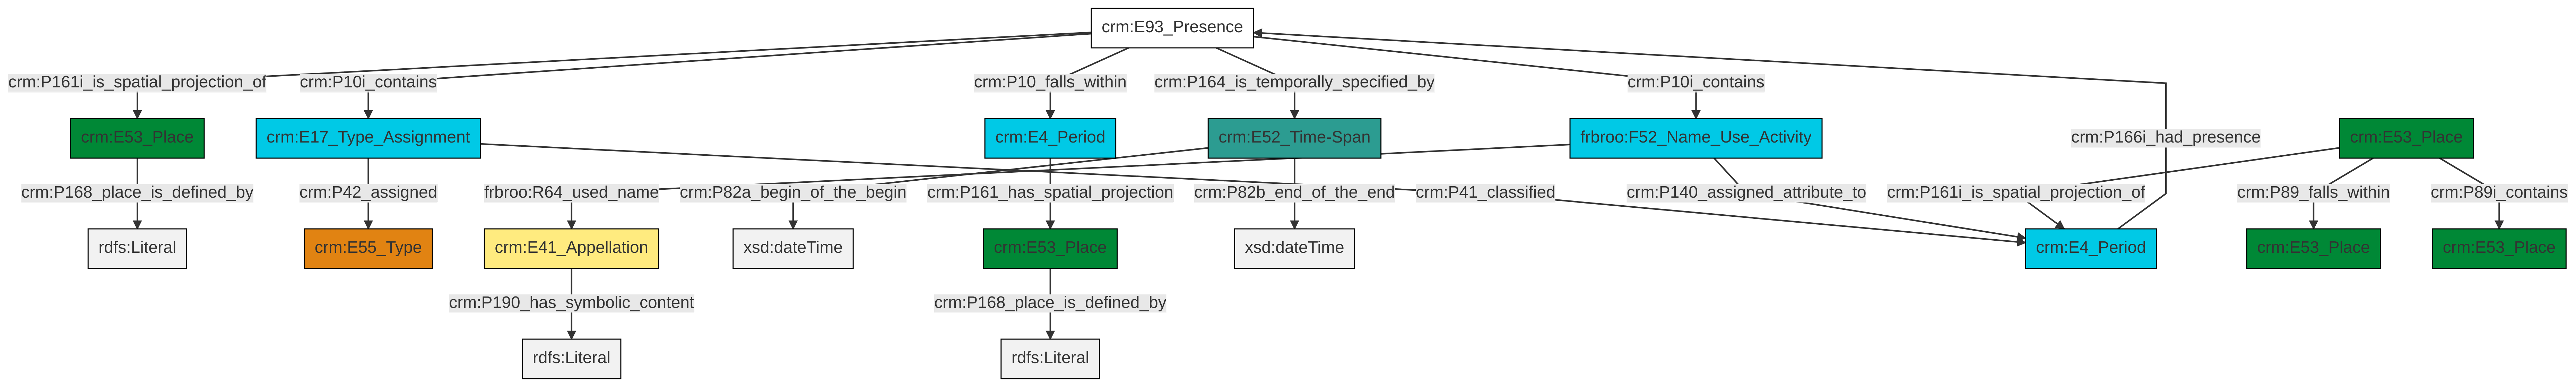 crm:E93_Presence
crm:P161i_is_spatial_projection_of
crm:P10i_contains
crm:P10_falls_within
crm:P164_is_temporally_specified_by
crm:P10i_contains
crm:E53_Place
crm:E17_Type_Assignment
crm:E4_Period
crm:E52_Time-Span
frbroo:F52_Name_Use_Activity
crm:P166i_had_presence
crm:E53_Place
crm:P168_place_is_defined_by
crm:P42_assigned
frbroo:R64_used_name
crm:P82a_begin_of_the_begin
crm:P161_has_spatial_projection
crm:P82b_end_of_the_end
crm:P41_classified
crm:P140_assigned_attribute_to
crm:P161i_is_spatial_projection_of
crm:P89_falls_within
crm:P89i_contains
rdfs:Literal
crm:E55_Type
crm:E41_Appellation
xsd:dateTime
crm:E53_Place
xsd:dateTime
crm:E4_Period
crm:E53_Place
crm:E53_Place
crm:P190_has_symbolic_content
crm:P168_place_is_defined_by
rdfs:Literal
rdfs:Literal